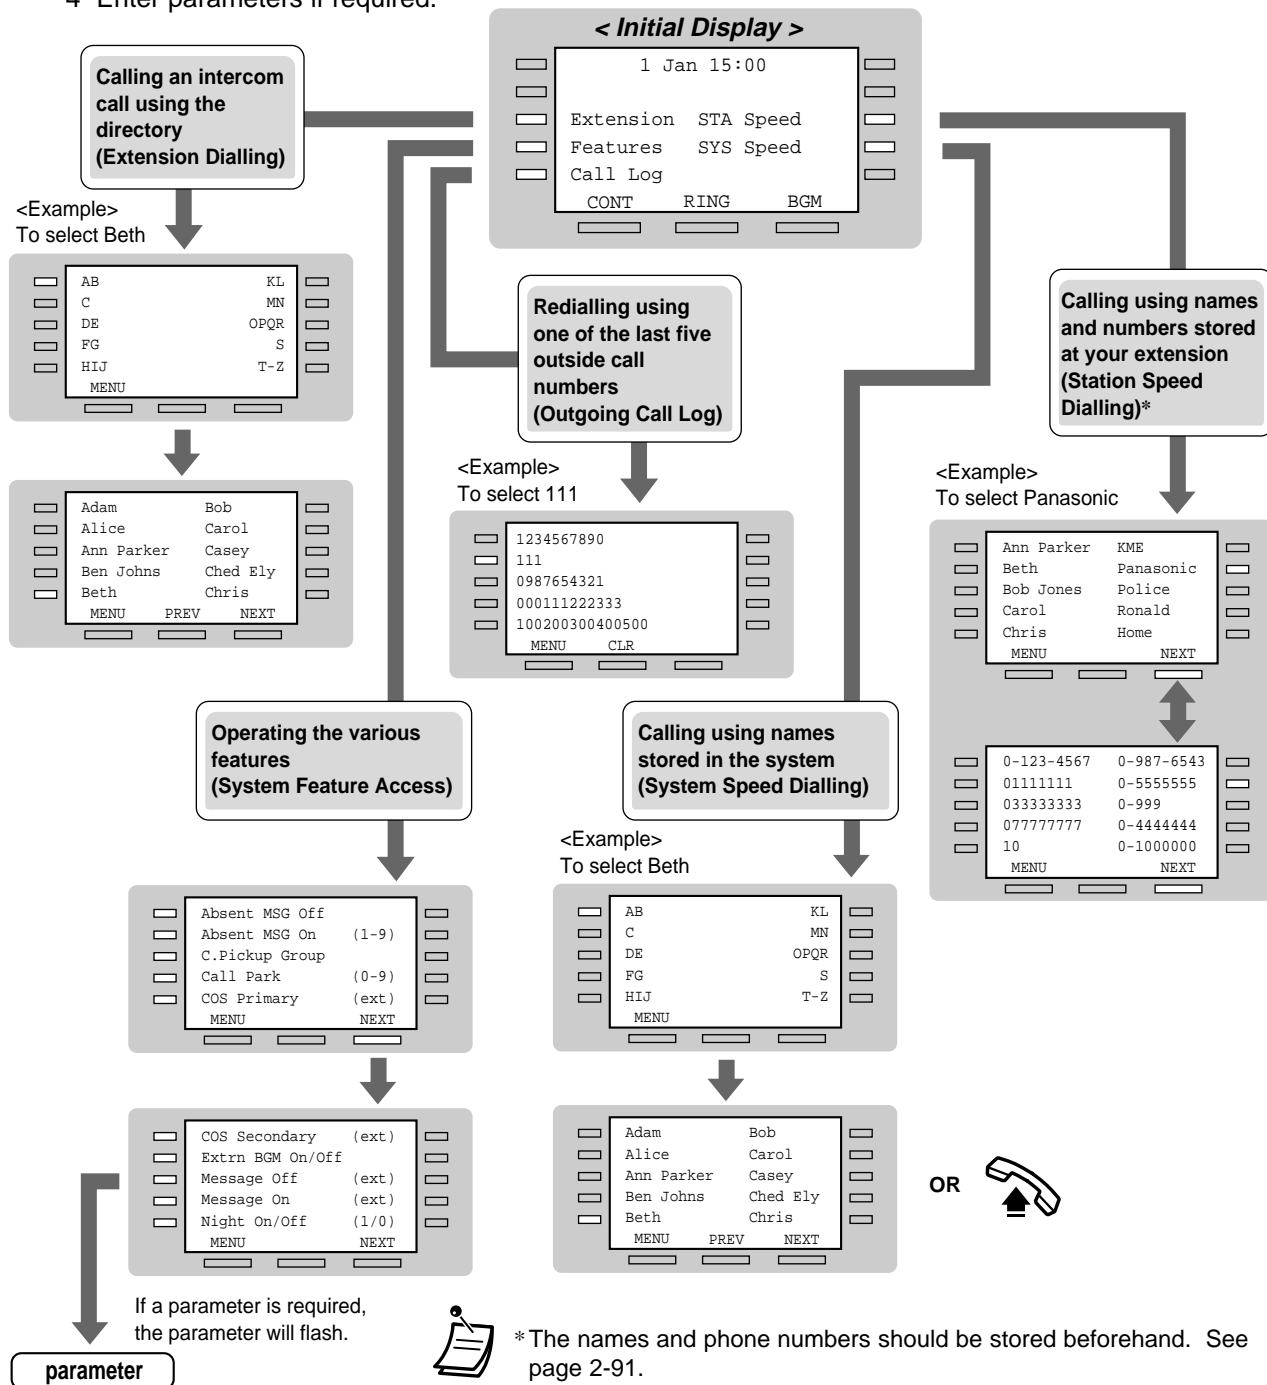 4 Enter parameters if required.
< Initial Display >
1 Jan 15:00
Extension STA Speed
Features SYS Speed
Call Log
CONT RING BGM
Calling an intercom
call using the
directory
(Extension Dialling)
<Example>
To select Beth
AB KL
C MN
DE OPQR
FG S
HIJ T-Z
MENU
Adam Bob
Alice Carol
Ann Parker Casey
Ben Johns Ched Ely
Beth Chris
MENU PREV NEXT
Redialling using
one of the last five
outside call
numbers
(Outgoing Call Log)
<Example>
To select 111
1234567890
111
0987654321
000111222333
100200300400500
MENU CLR
Calling using names
and numbers stored
at your extension
(Station Speed
Dialling)*
<Example>
To select Panasonic
Ann Parker KME
Beth Panasonic
Bob Jones Police
Carol Ronald
Chris Home
MENU NEXT
0-123-4567 0-987-6543
01111111 0-5555555
033333333 0-999
077777777 0-4444444
10 0-1000000
MENU NEXT
Operating the various
features
(System Feature Access)
Absent MSG Off
Absent MSG On (1-9)
C.Pickup Group
Call Park (0-9)
COS Primary (ext)
MENU NEXT
COS Secondary (ext)
Extrn BGM On/Off
Message Off (ext)
Message On (ext)
Night On/Off (1/0)
MENU NEXT
If a parameter is required,
the parameter will flash.
parameter
Calling using names
stored in the system
(System Speed Dialling)
<Example>
To select Beth
AB KL
C MN
DE OPQR
FG S
HIJ T-Z
MENU
Adam Bob
Alice Carol
Ann Parker Casey
Ben Johns Ched Ely
Beth Chris
MENU PREV NEXT
OR
* The names and phone numbers should be stored beforehand. See
page 2-91.